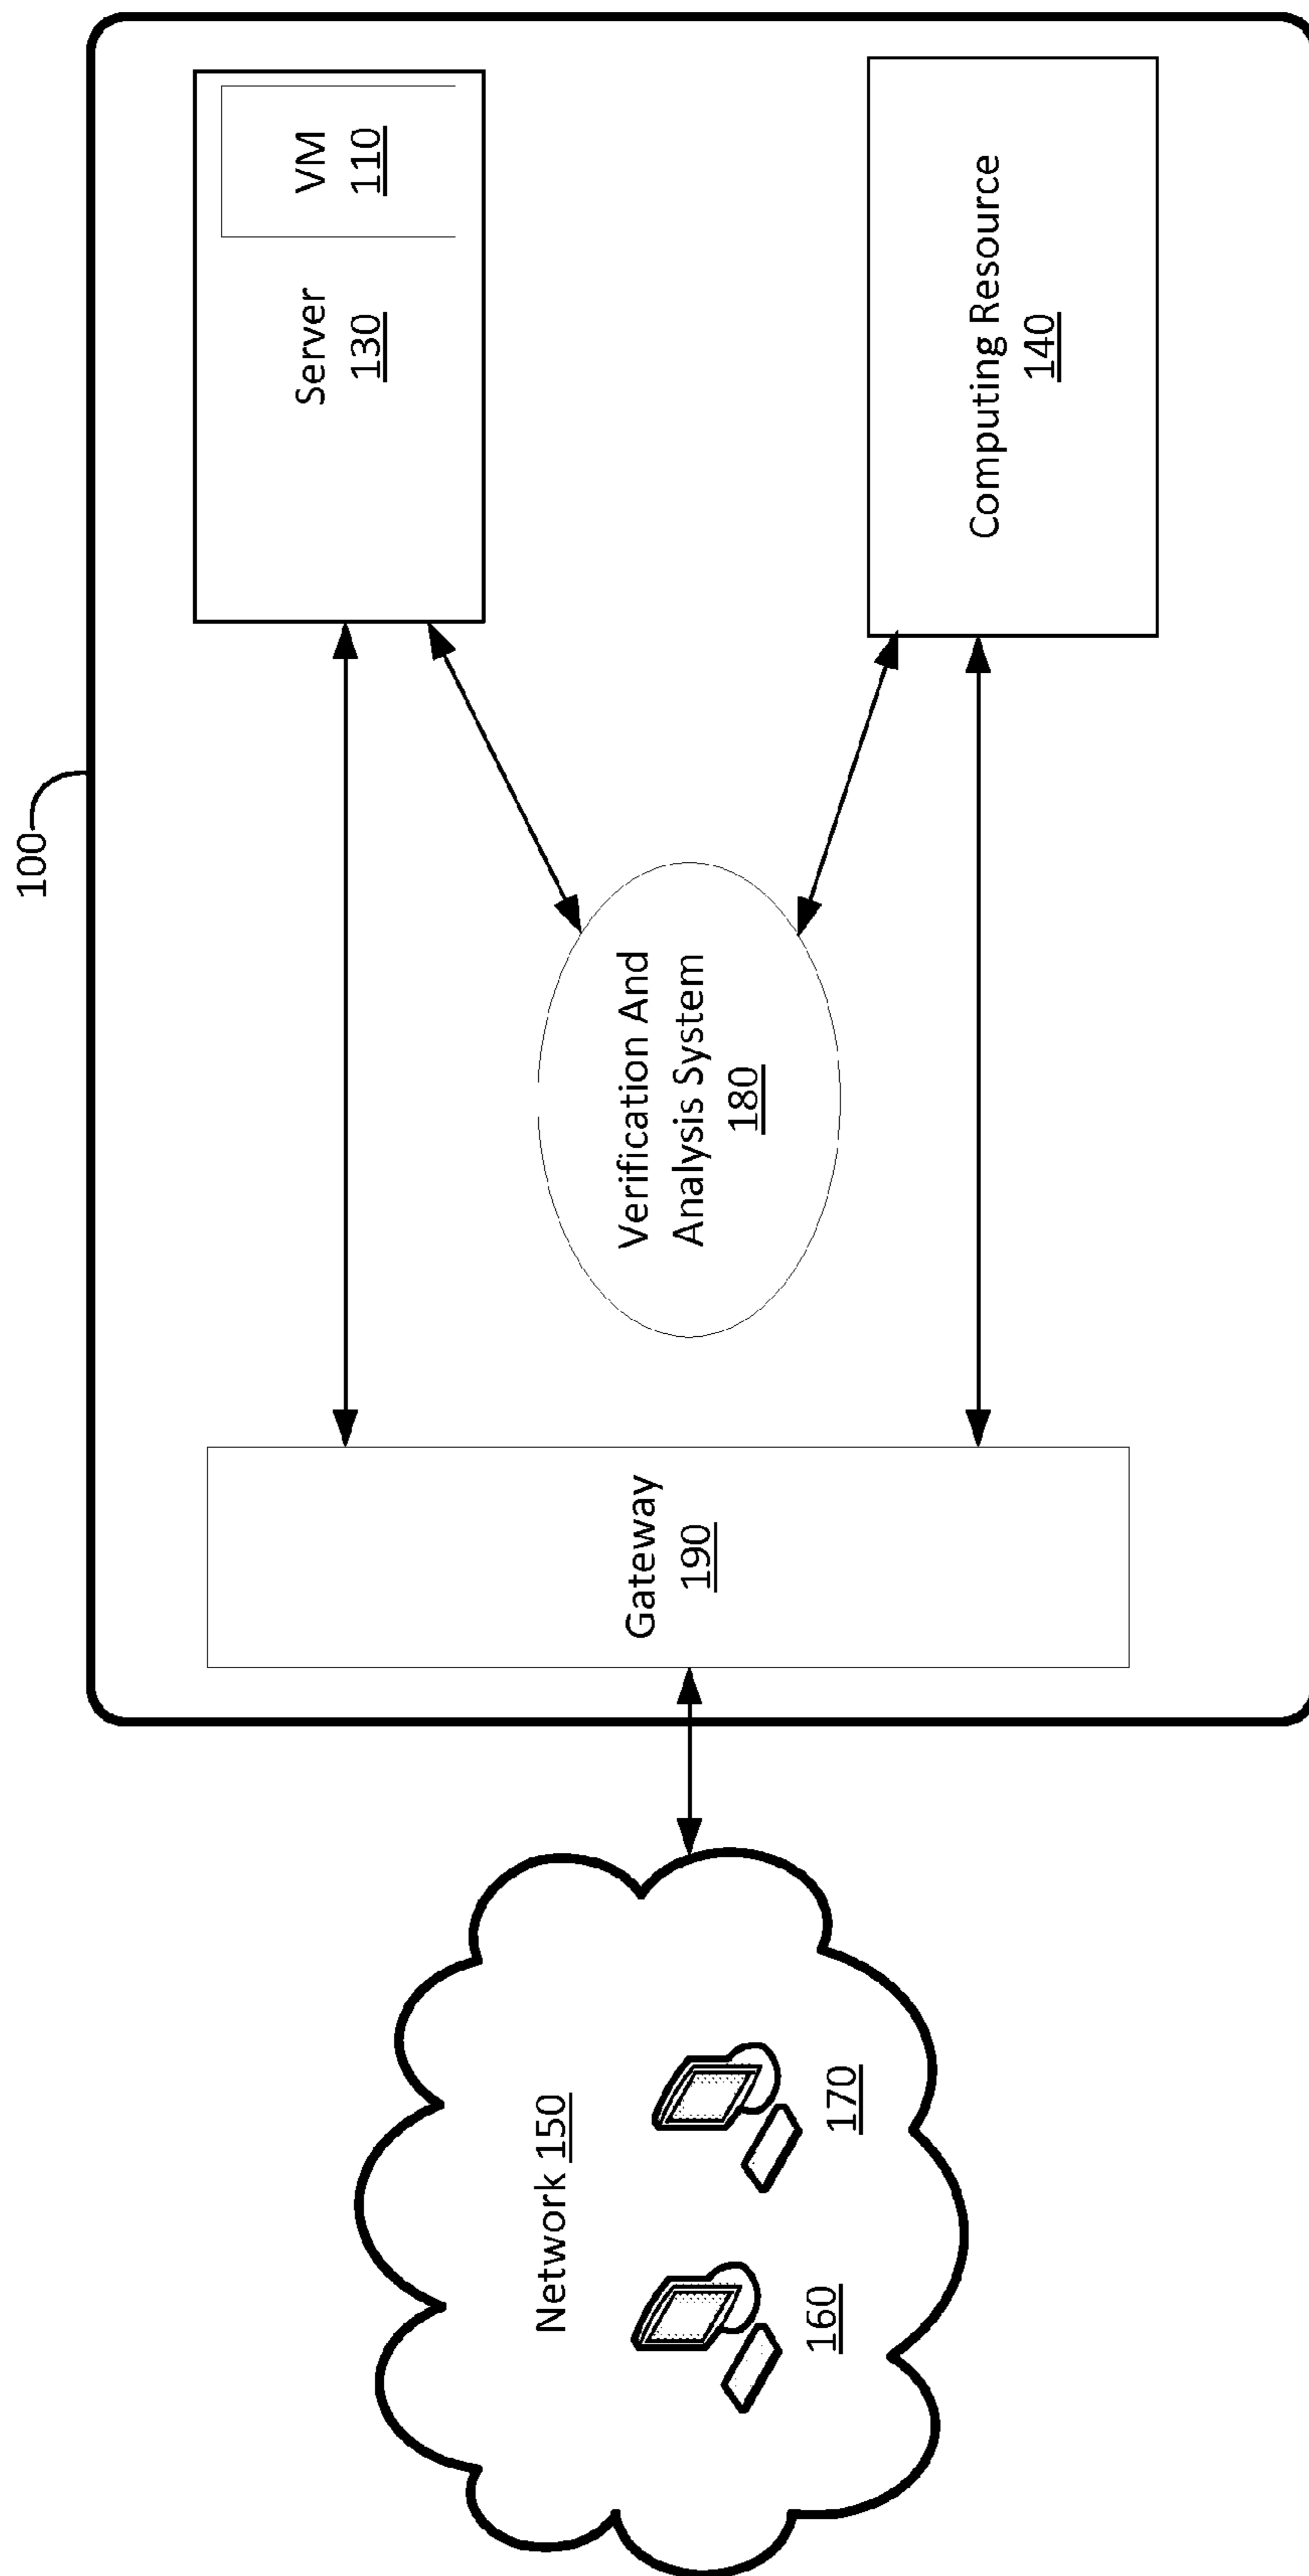 100
Network 150
160
170
Gateway
190
Verification And
Analysis System
180
Server
130
VM
110
Computing Resource
140